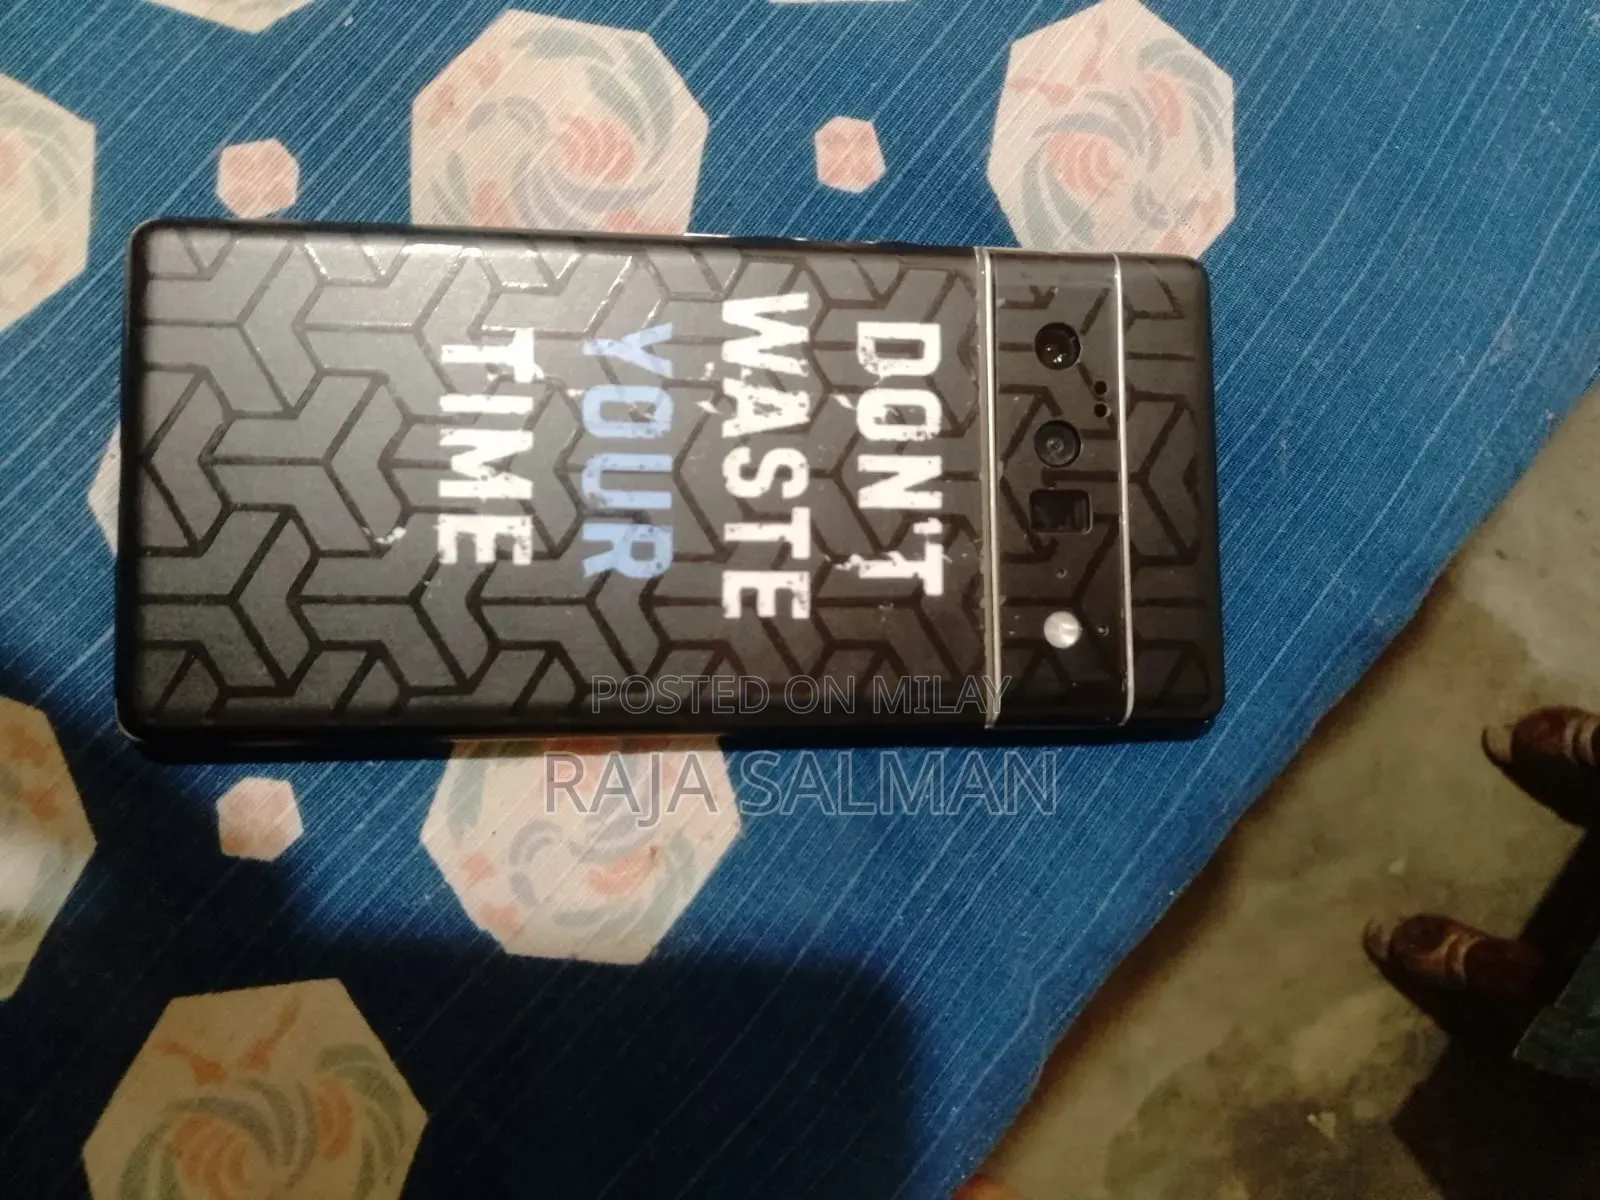 DON'T
WASTE
YOUR
TIME
POSTED ON MILAY
RAJA SALMAN